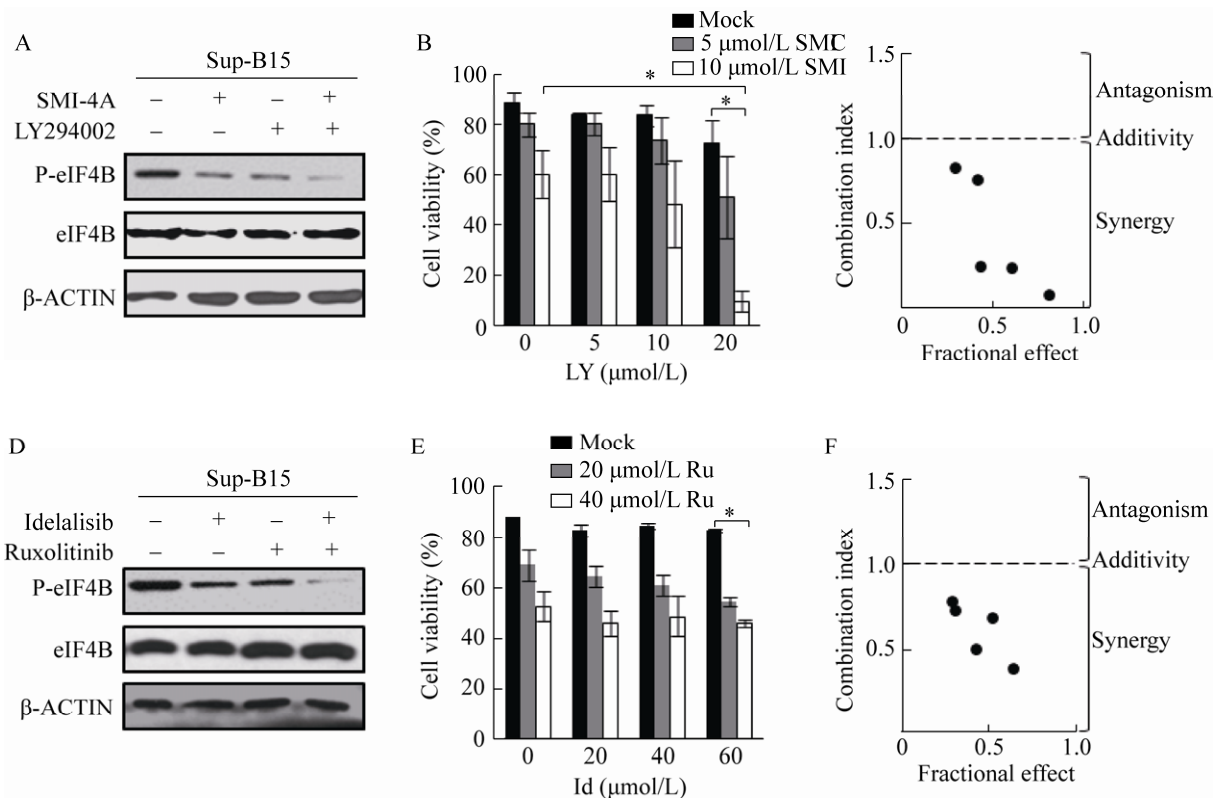 A
Sup-B15
SMI-4A – + – +
LY294002 – – + +
P-eIF4B
eIF4B
β-ACTIN
B
Mock
5 μmol/L SMC
10 μmol/L SMI
Cell viability (%)
100
80
60
40
20
0
*
*
0 5 10 20
LY (μmol/L)
Combination index
1.5
1.0
0.5
0 0.5 1.0
Fractional effect
Antagonism
Additivity
Synergy
D
Sup-B15
Idelalisib – + – +
Ruxolitinib – – + +
P-eIF4B
eIF4B
β-ACTIN
E
Mock
20 μmol/L Ru
40 μmol/L Ru
Cell viability (%)
100
80
60
40
20
0
*
0 20 40 60
Id (μmol/L)
F
Combination index
1.5
1.0
0.5
0 0.5 1.0
Fractional effect
Antagonism
Additivity
Synergy